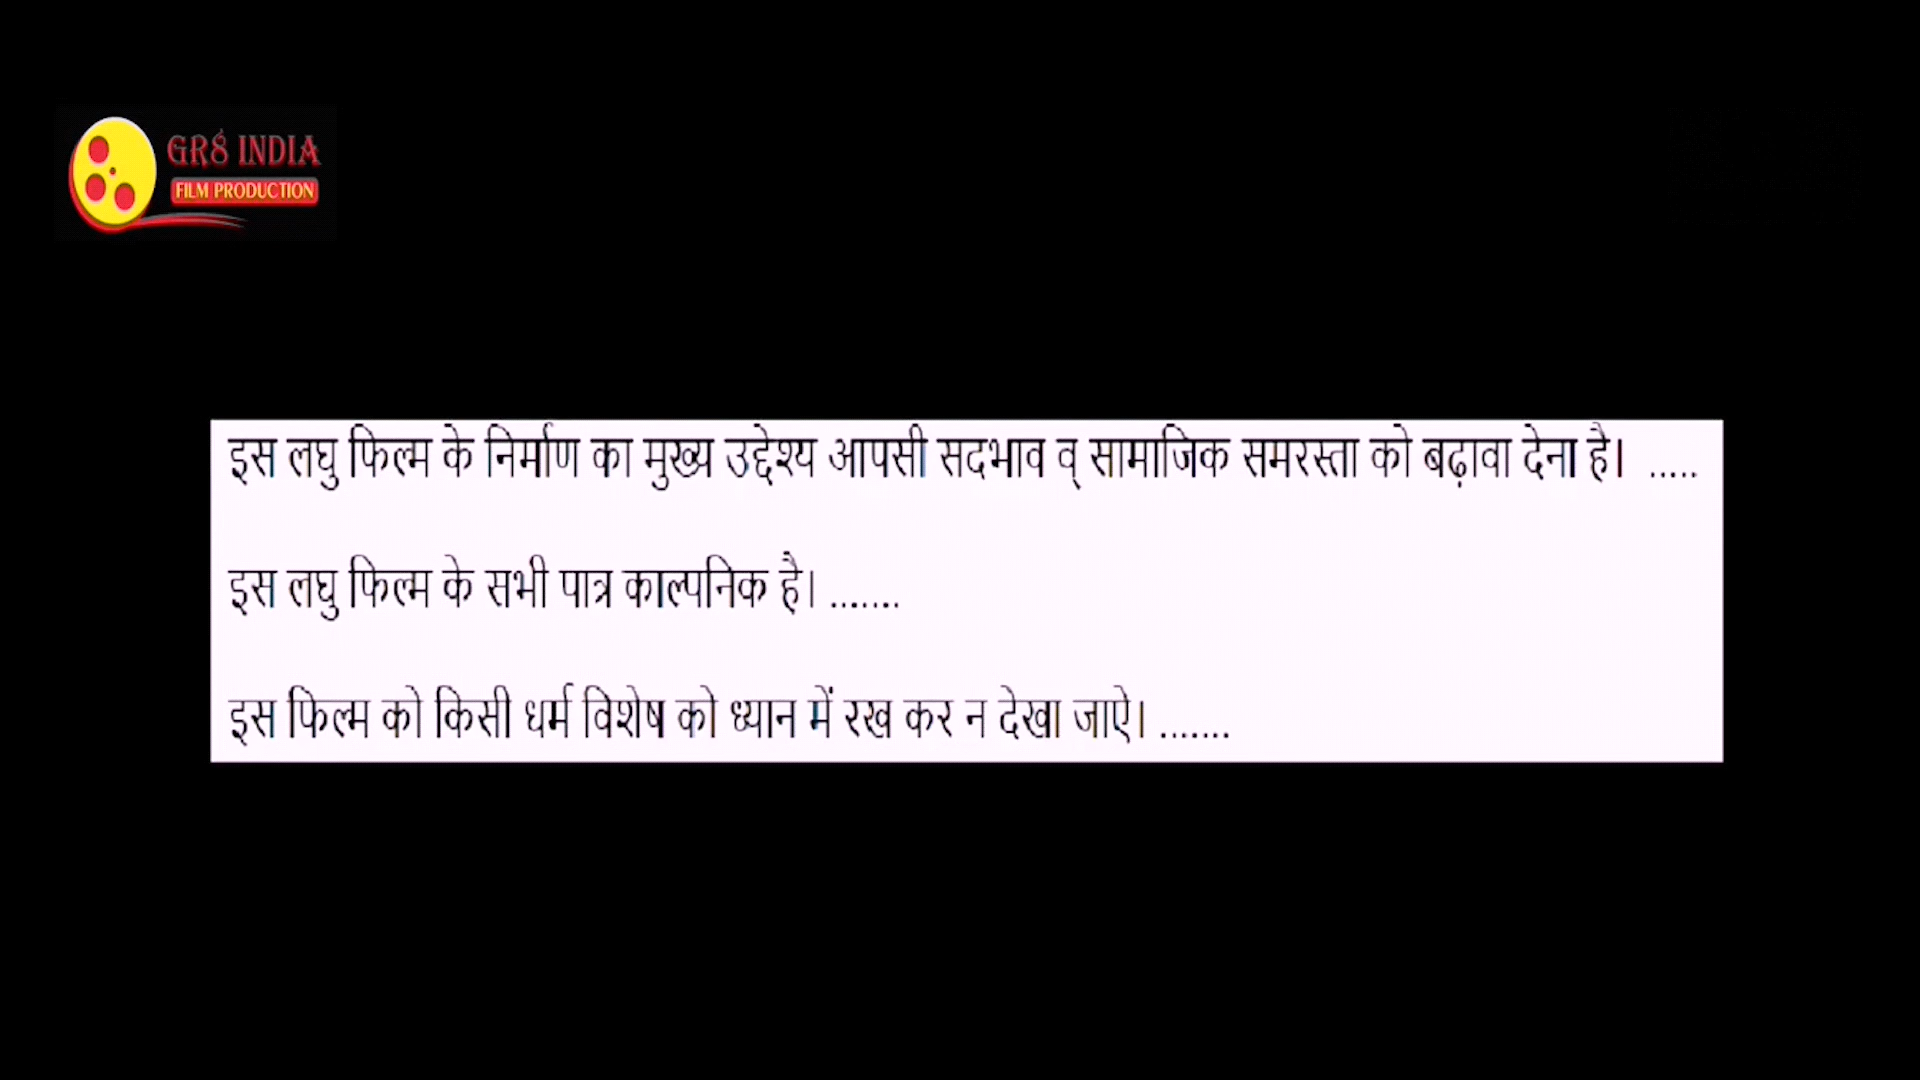 GR8 INDIA
FILM PRODUCTION
इस लघु फिल्म के निर्माण का मुख्य उद्देश्य आपसी सदभाव व् सामाजिक समरस्ता को बढ़ावा देना है। .....
इस लघु फिल्म के सभी पात्र काल्पनिक है। .......
इस फिल्म को किसी धर्म विशेष को ध्यान में रख कर न देखा जाऐ। .......